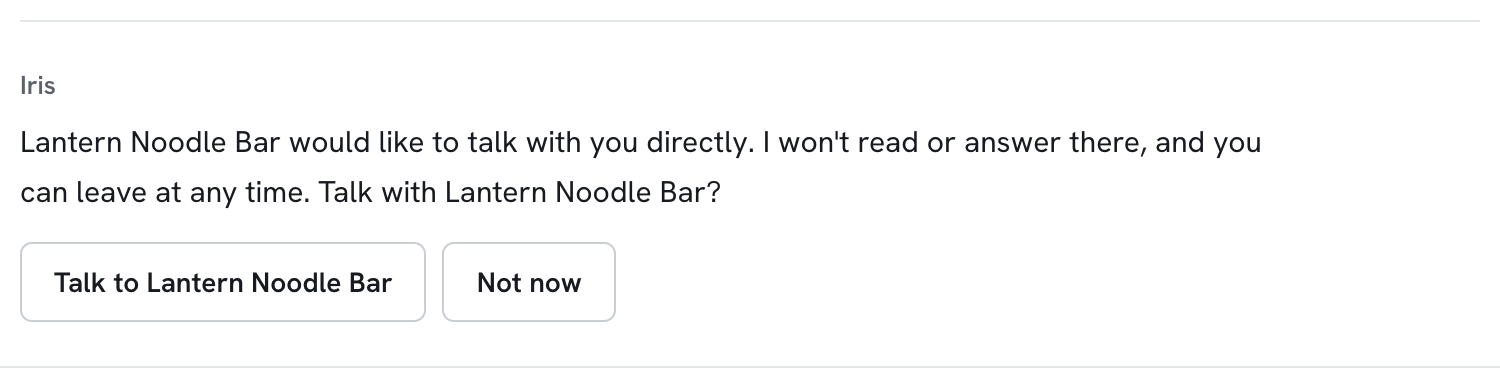 Iris
Lantern Noodle Bar would like to talk with you directly. I won't read or answer there, and you
can leave at any time. Talk with Lantern Noodle Bar?
Talk to Lantern Noodle Bar
Not now